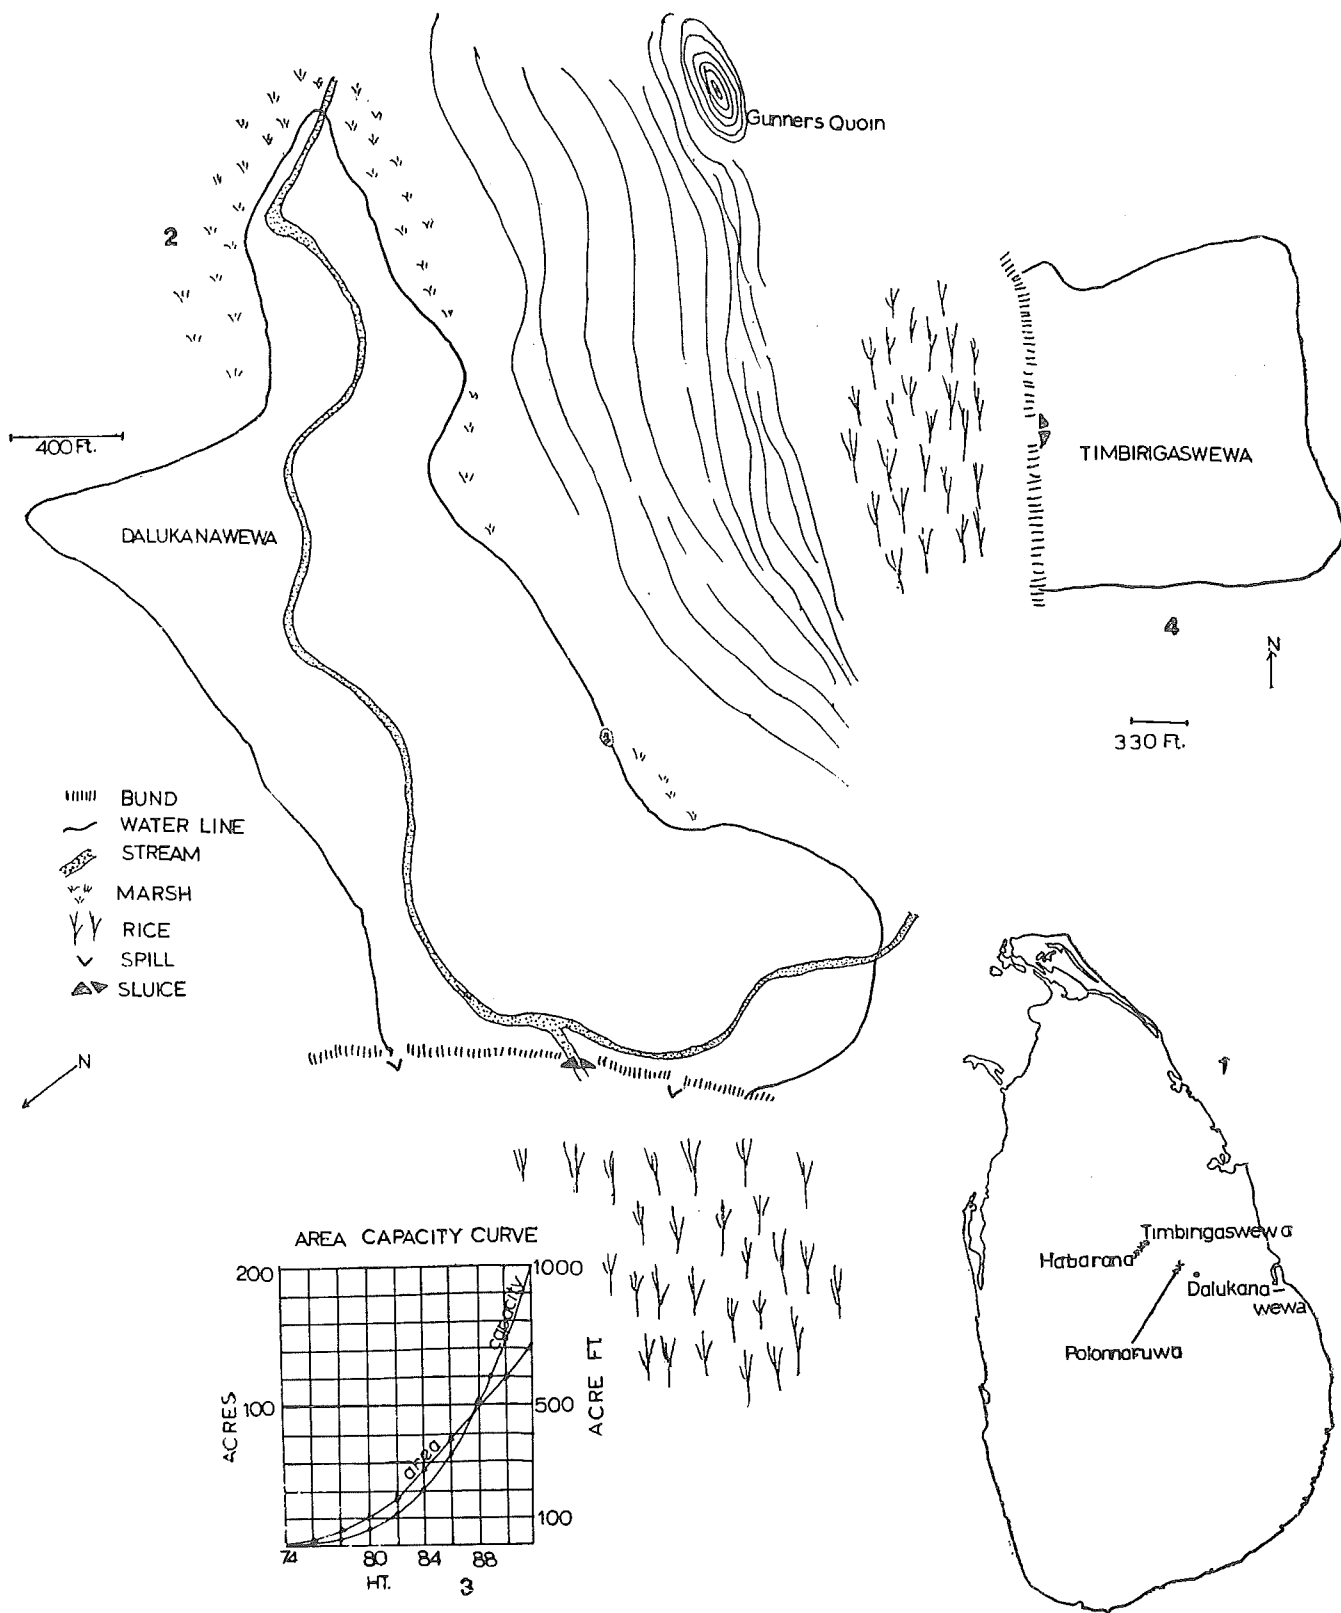 Gunners Quoin
2
400 Ft.
DALUKANAWEWA
TIMBIRIGASWEWA
4
N
330 Ft.
BUND
WATER LINE
STREAM
MARSH
RICE
SPILL
SLUICE
N
1
Timbirigaswewa
Habarana
Dalukana-
wewa
Polonnaruwa
AREA CAPACITY CURVE
200
1000
capacity
ACRES
100
500
ACRE FT.
area
100
74
80
84
88
HT.
3